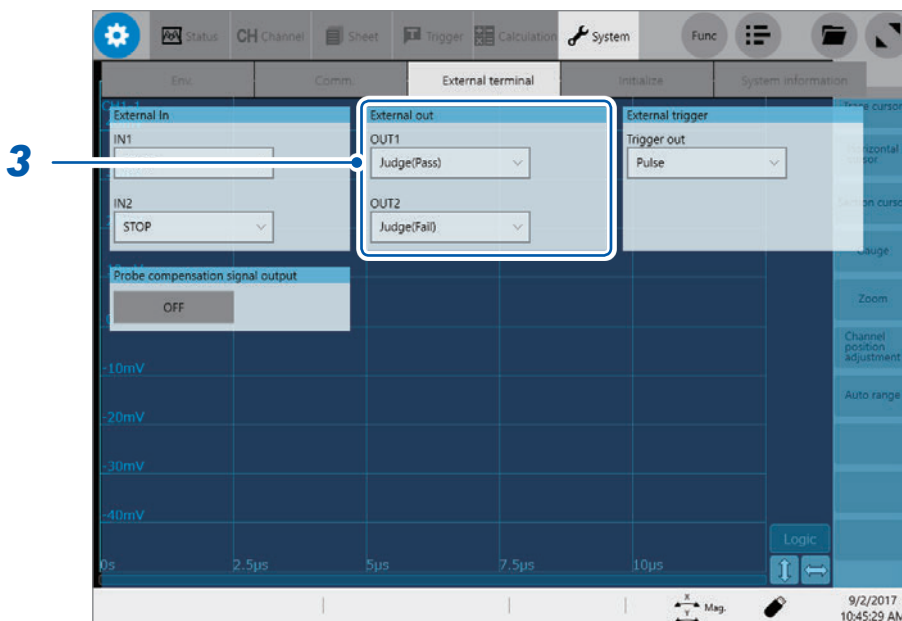 Status
CH Channel
Sheet
Trigger
Calculation
System
Func
Env.
Comm.
External terminal
Initialize
System information
External In
External out
External trigger
Trace cursor
IN1
OUT1
Trigger out
3
Judge(Pass)
Pulse
Horizontal
cursor
IN2
OUT2
STOP
Judge(Fail)
Gauge
Probe compensation signal output
OFF
Zoom
Channel
position
adjustment
-10mV
Auto range
-20mV
-30mV
-40mV
Logic
0s
2.5µs
5µs
7.5µs
10µs
X
Y
Mag.
9/2/2017
10:45:29 AM